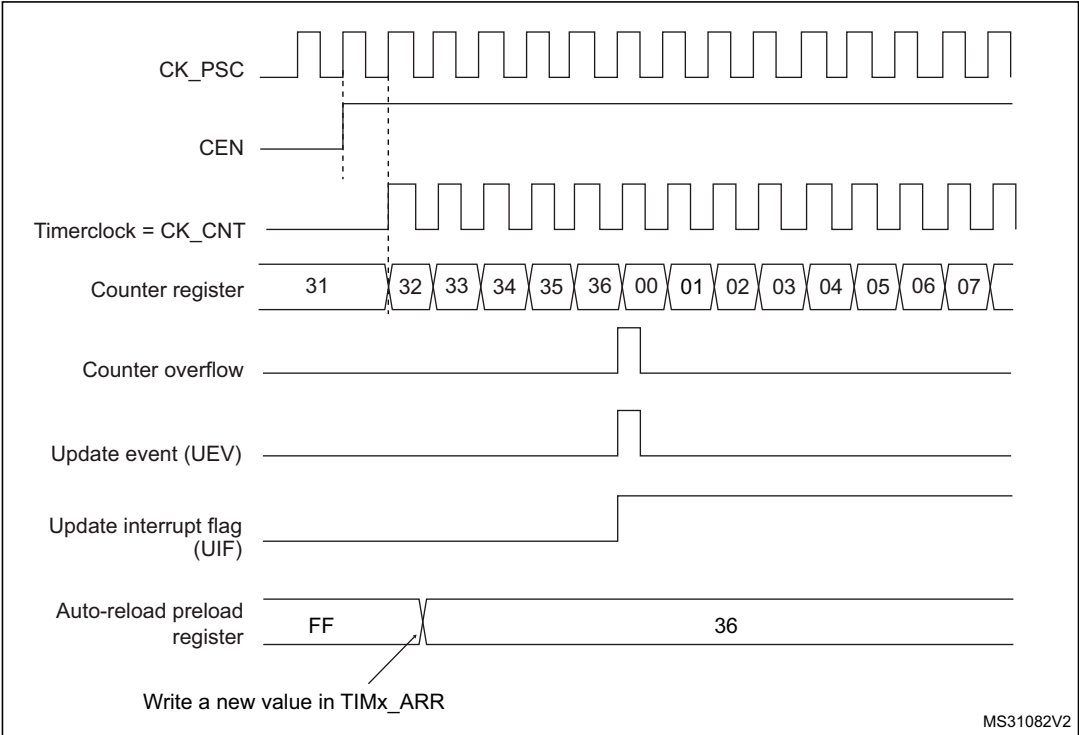 CK_PSC
CEN
Timerclock = CK_CNT
Counter register
31 32 33 34 35 36 00 01 02 03 04 05 06 07
Counter overflow
Update event (UEV)
Update interrupt flag
(UIF)
Auto-reload preload
register
FF 36
Write a new value in TIMx_ARR
MS31082V2